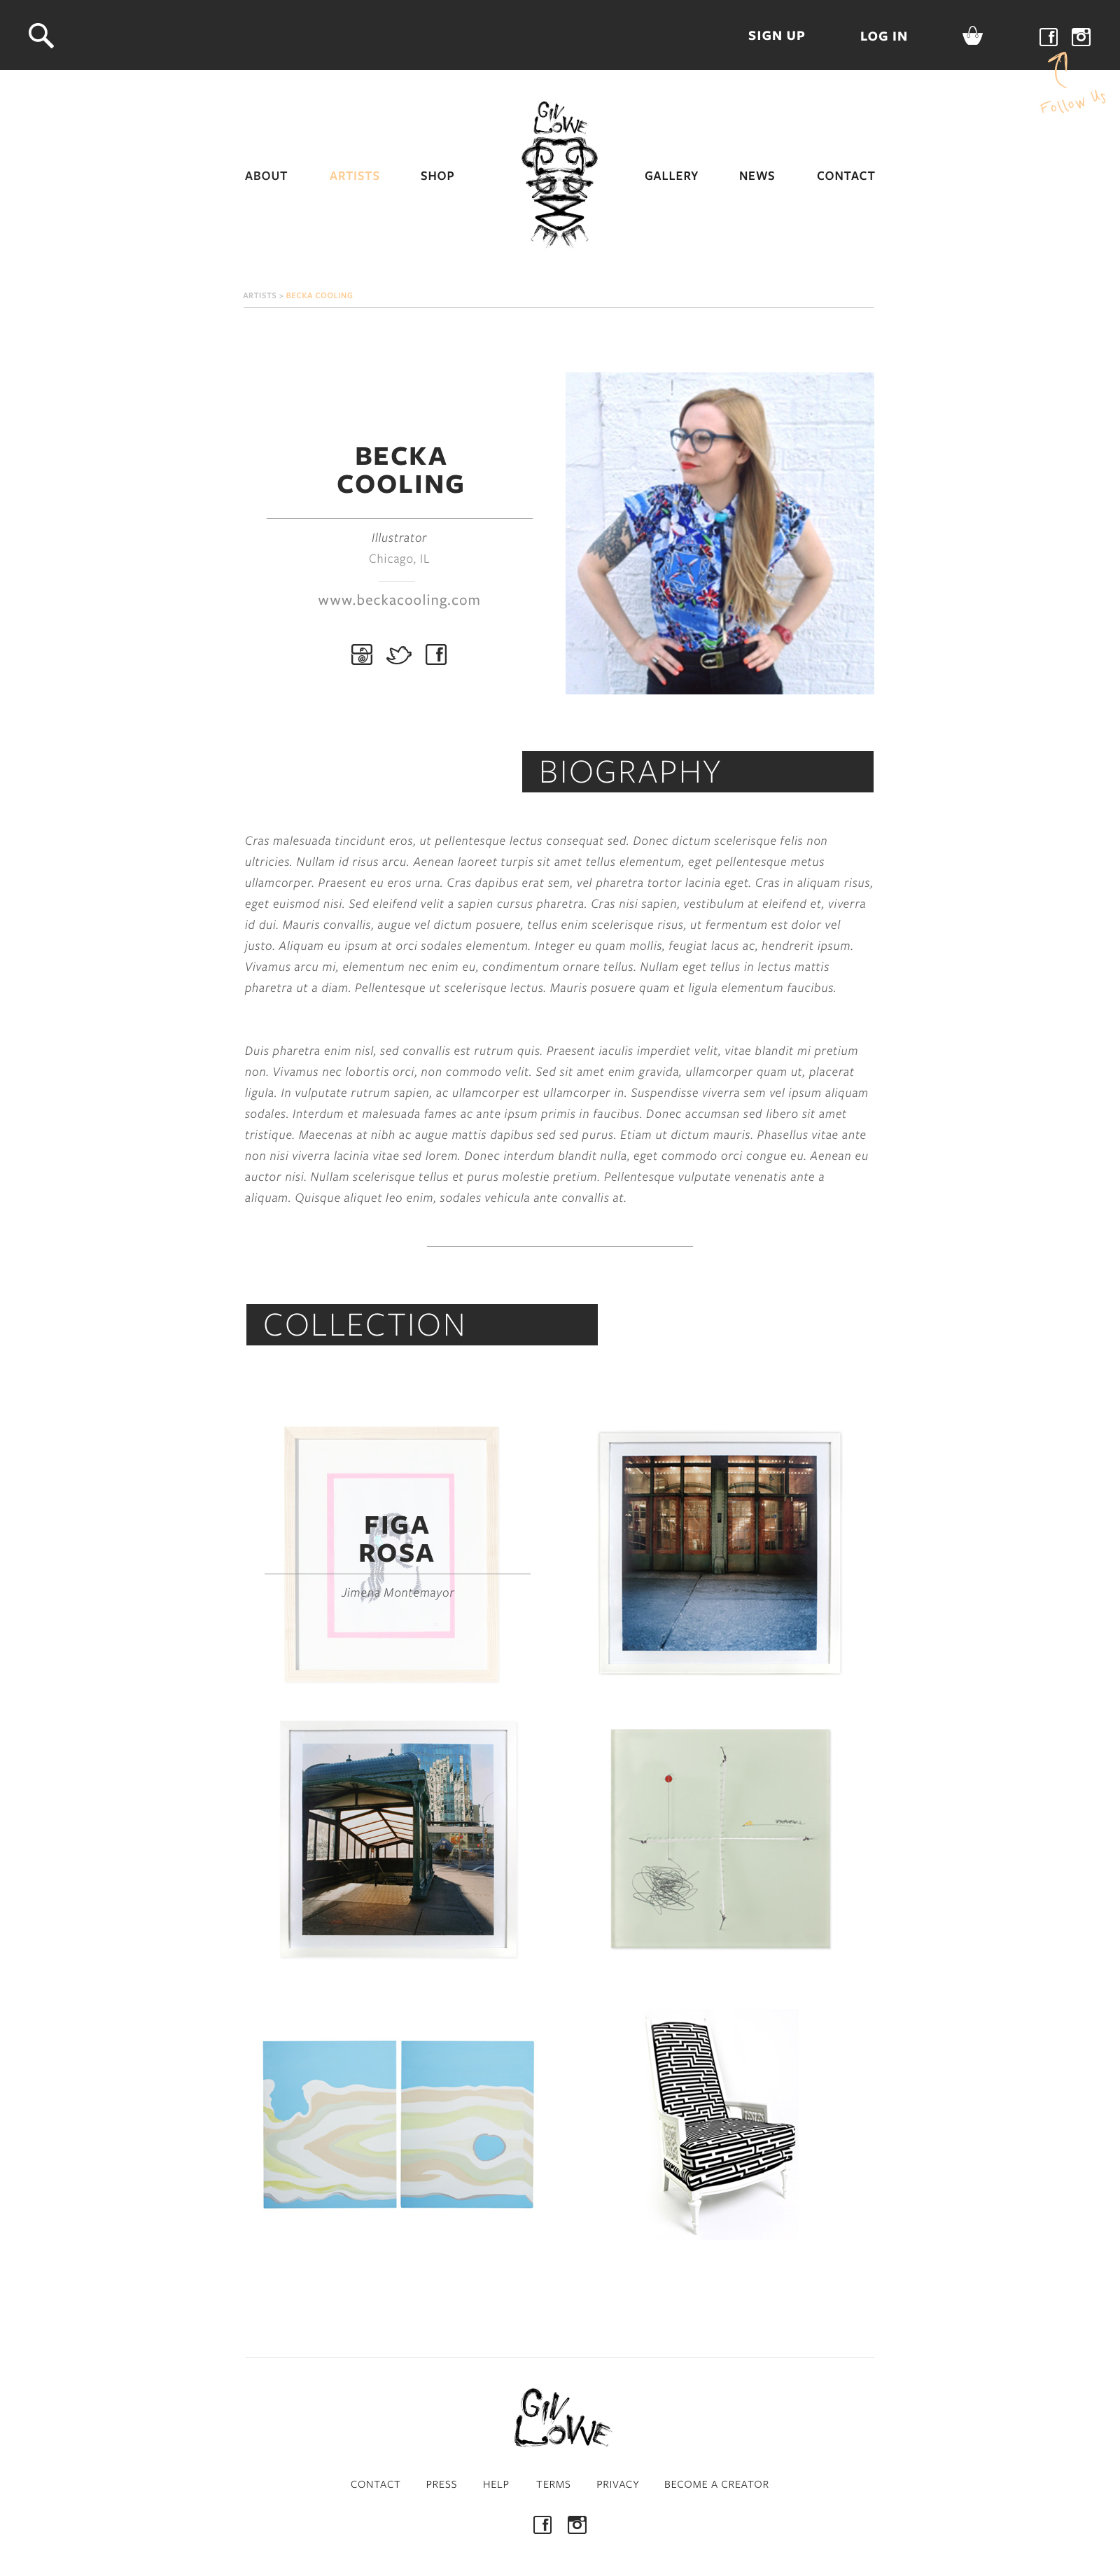 SIGN UP
LOG IN
Follow Us
GIV
LOVVE
ABOUT
ARTISTS
SHOP
GALLERY
NEWS
CONTACT
ARTISTS » BECKA COOLING
BECKA
COOLING
Illustrator
Chicago, IL
www.beckacooling.com
BIOGRAPHY
Cras malesuada tincidunt eros, ut pellentesque lectus consequat sed. Donec dictum scelerisque felis non
ultricies. Nullam id risus arcu. Aenean laoreet turpis sit amet tellus elementum, eget pellentesque metus
ullamcorper. Praesent eu eros urna. Cras dapibus erat sem, vel pharetra tortor lacinia eget. Cras in aliquam risus,
eget euismod nisi. Sed eleifend velit a sapien cursus pharetra. Cras nisi sapien, vestibulum at eleifend et, viverra
id dui. Mauris convallis, augue vel dictum posuere, tellus enim scelerisque risus, ut fermentum est dolor vel
justo. Aliquam eu ipsum at orci sodales elementum. Integer eu quam mollis, feugiat lacus ac, hendrerit ipsum.
Vivamus arcu mi, elementum nec enim eu, condimentum ornare tellus. Nullam eget tellus in lectus mattis
pharetra ut a diam. Pellentesque ut scelerisque lectus. Mauris posuere quam et ligula elementum faucibus.
Duis pharetra enim nisl, sed convallis est rutrum quis. Praesent iaculis imperdiet velit, vitae blandit mi pretium
non. Vivamus nec lobortis orci, non commodo velit. Sed sit amet enim gravida, ullamcorper quam ut, placerat
ligula. In vulputate rutrum sapien, ac ullamcorper est ullamcorper in. Suspendisse viverra sem vel ipsum aliquam
sodales. Interdum et malesuada fames ac ante ipsum primis in faucibus. Donec accumsan sed libero sit amet
tristique. Maecenas at nibh ac augue mattis dapibus sed sed purus. Etiam ut dictum mauris. Phasellus vitae ante
non nisi viverra lacinia vitae sed lorem. Donec interdum blandit nulla, eget commodo orci congue eu. Aenean eu
auctor nisi. Nullam scelerisque tellus et purus molestie pretium. Pellentesque vulputate venenatis ante a
aliquam. Quisque aliquet leo enim, sodales vehicula ante convallis at.
COLLECTION
FIGA
ROSA
Jimena Montemayor
GIV
LOVVE
CONTACT
PRESS
HELP
TERMS
PRIVACY
BECOME A CREATOR